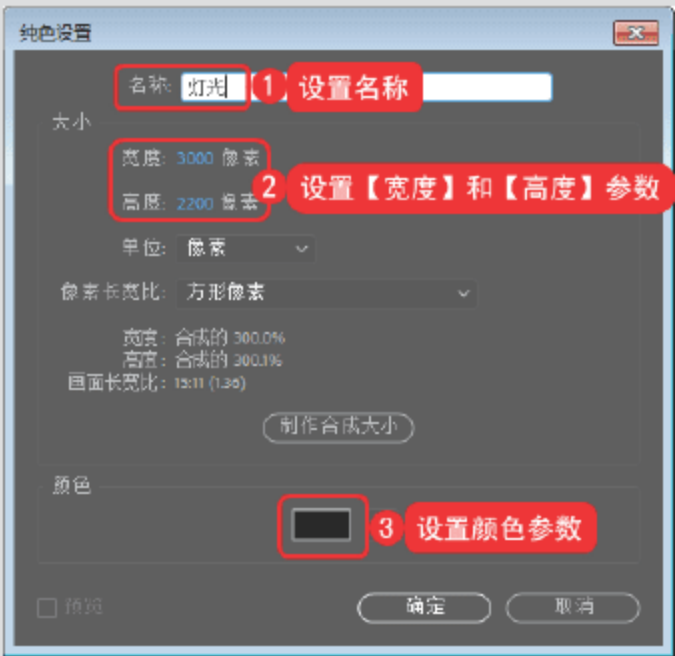 纯色设置
名称: 灯光
1 设置名称
大小
宽度: 3000 像素
高度: 2200 像素
2 设置【宽度】和【高度】参数
单位: 像素
像素长宽比: 方形像素
宽度: 合成的 300.0%
高度: 合成的 300.1%
画面长宽比: 15:11 (1.36)
制作合成大小
颜色
3 设置颜色参数
预览
确定
取消